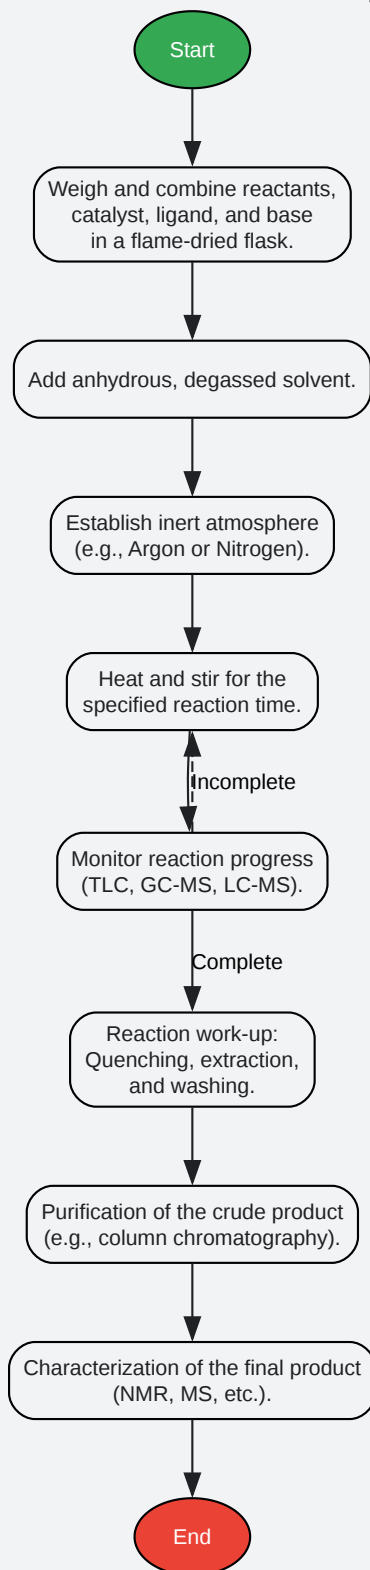 Start
Weigh and combine reactants,
catalyst, ligand, and base
in a flame-dried flask.
Add anhydrous, degassed solvent.
Establish inert atmosphere
(e.g., Argon or Nitrogen).
Heat and stir for the
specified reaction time.
Incomplete
Monitor reaction progress
(TLC, GC-MS, LC-MS).
Complete
Reaction work-up:
Quenching, extraction,
and washing.
Purification of the crude product
(e.g., column chromatography).
Characterization of the final product
(NMR, MS, etc.).
End